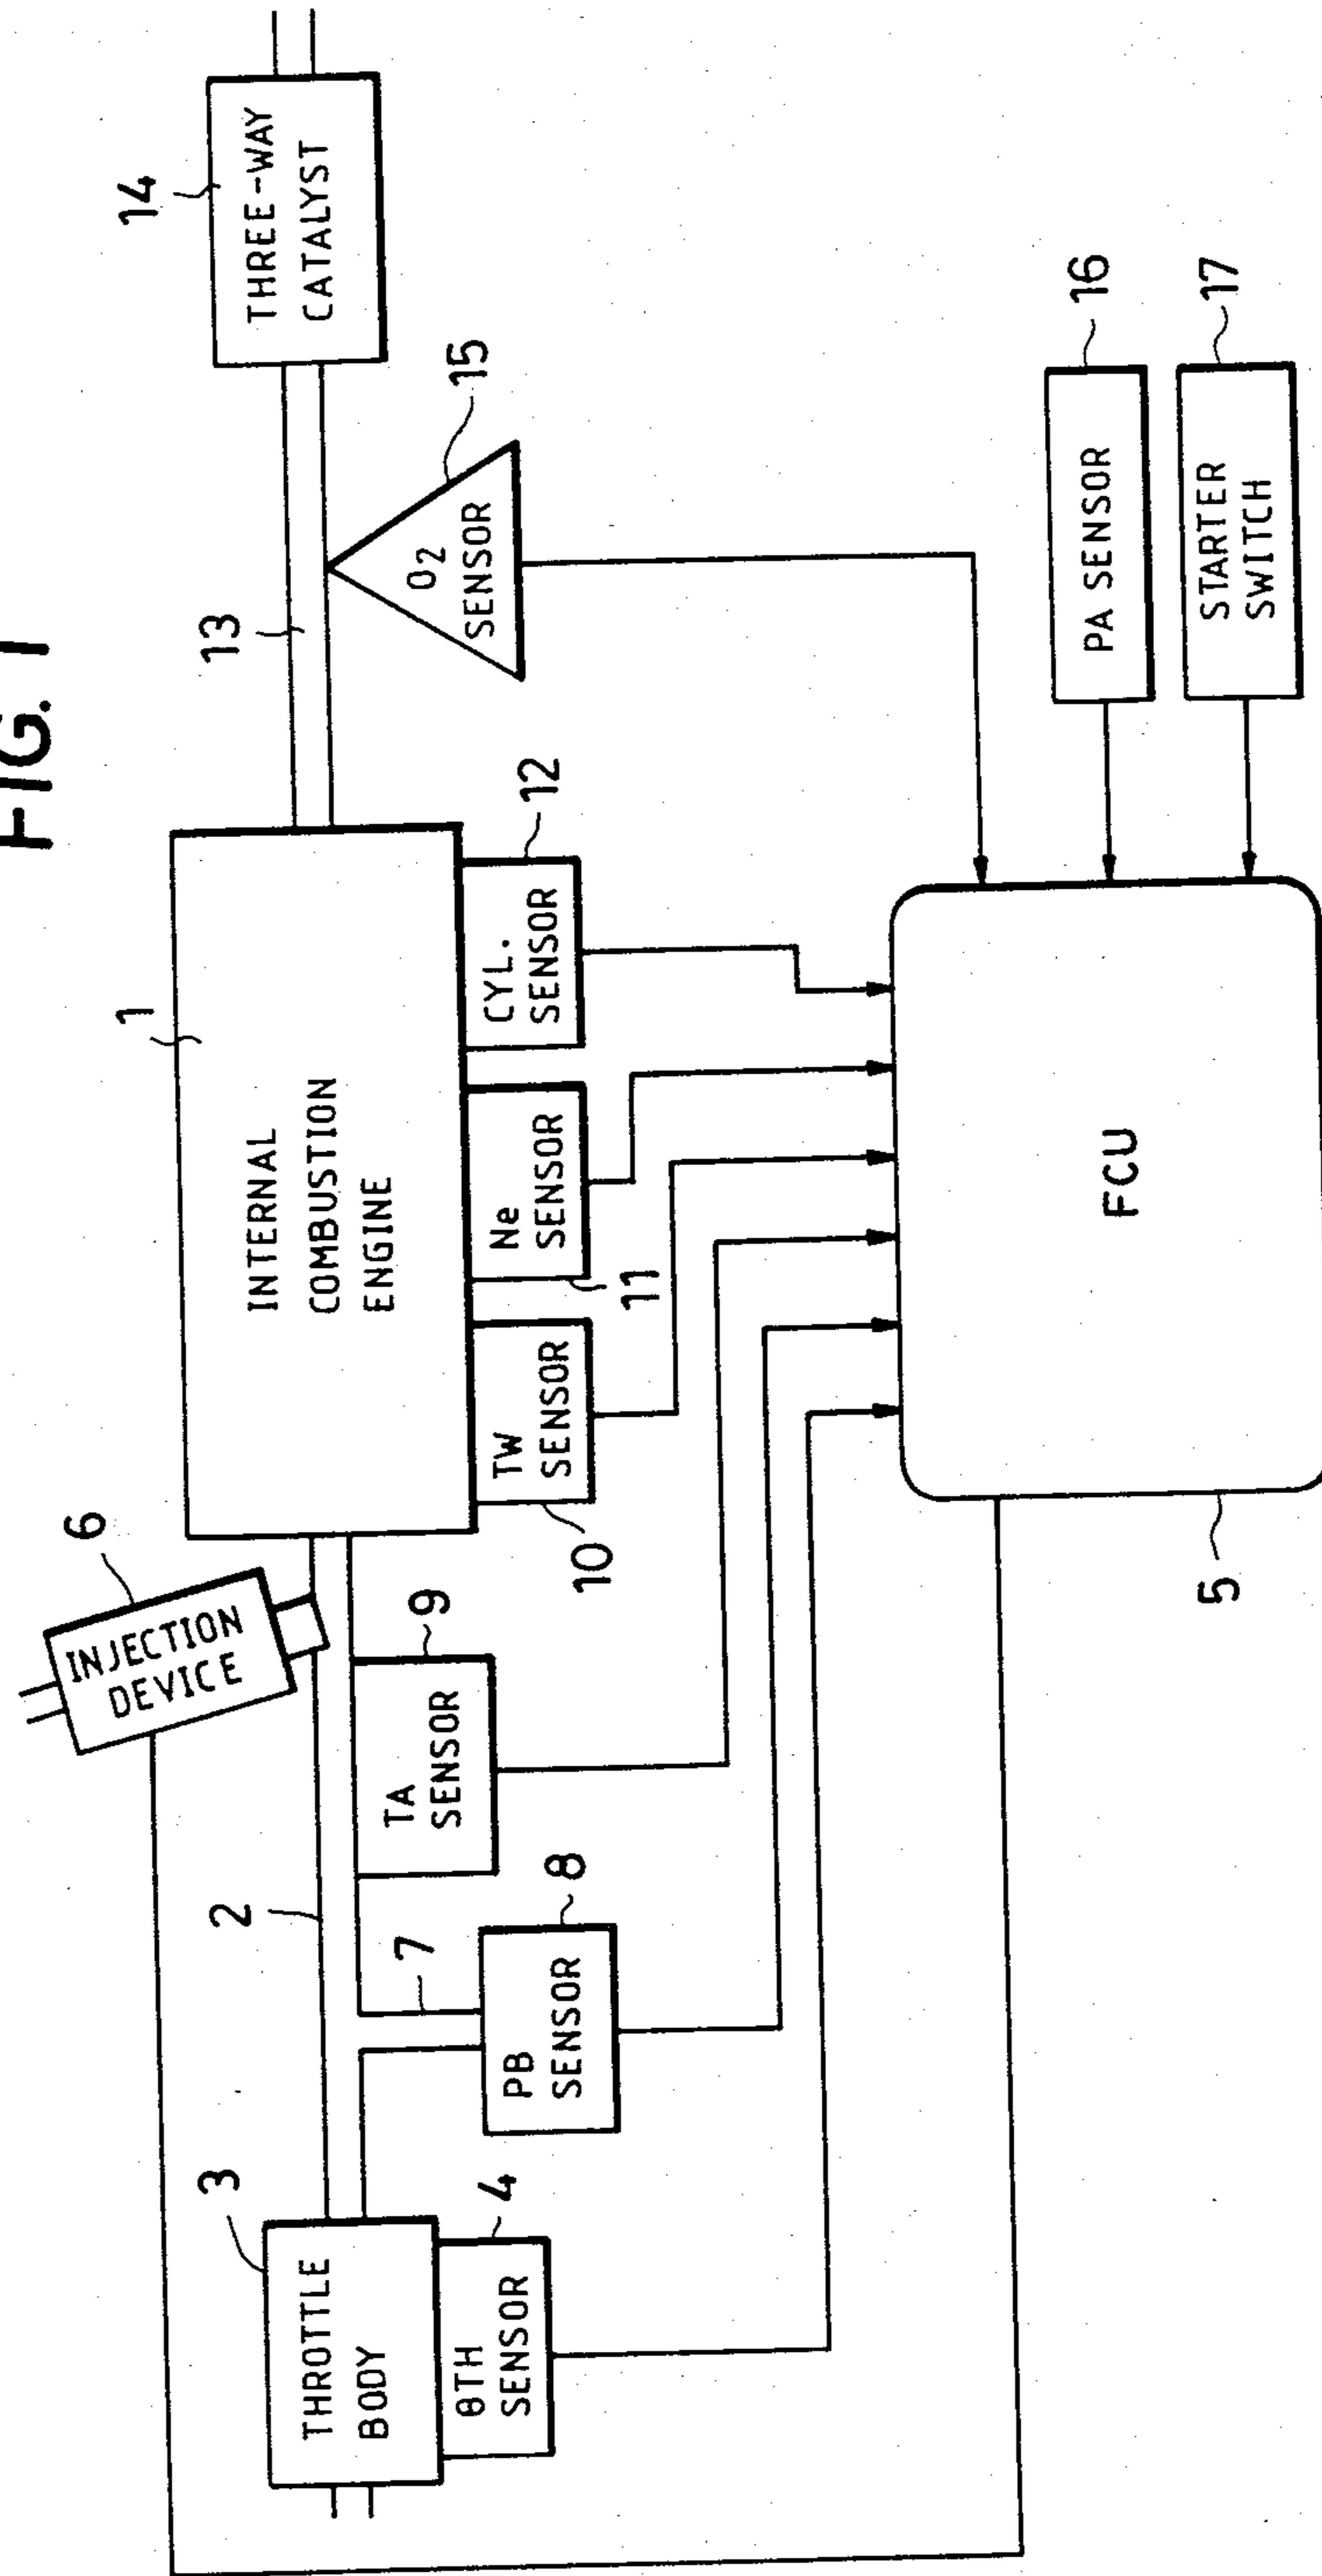 FIG. 1
6
INJECTION
DEVICE
1
INTERNAL
COMBUSTION
ENGINE
14
THREE-WAY
CATALYST
3
THROTTLE
BODY
2
13
4
θTH
SENSOR
7
8
PB
SENSOR
9
TA
SENSOR
10
TW
SENSOR
11
Ne
SENSOR
12
CYL.
SENSOR
15
O2
SENSOR
5
FCU
16
PA SENSOR
17
STARTER
SWITCH